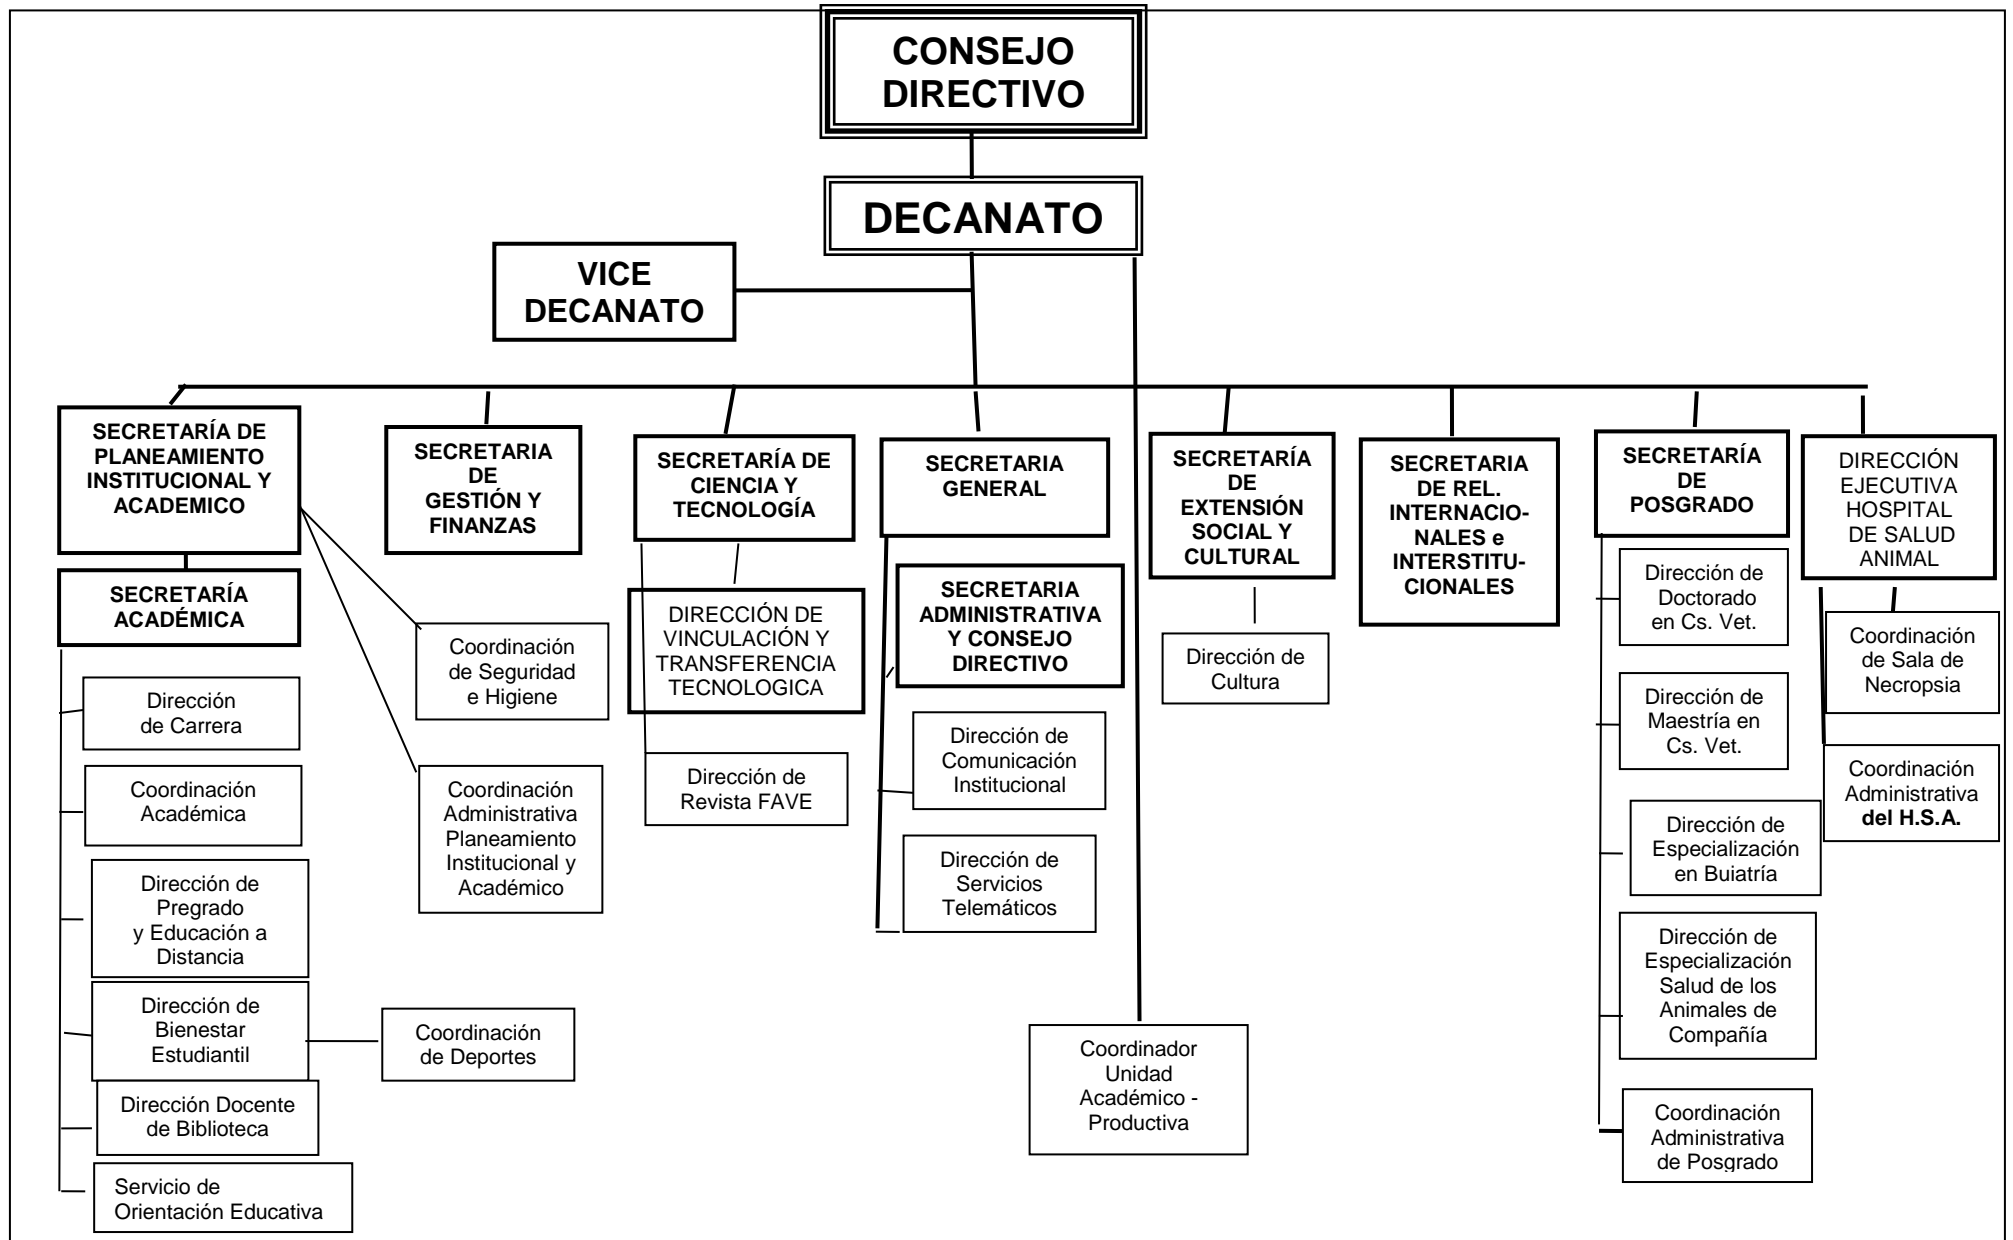 CONSEJO
DIRECTIVO
DECANATO
VICE
DECANATO
SECRETARÍA DE
PLANEAMIENTO
INSTITUCIONAL Y
ACADEMICO
SECRETARIA
DE
GESTIÓN Y
FINANZAS
SECRETARÍA DE
CIENCIA Y
TECNOLOGÍA
SECRETARIA
GENERAL
SECRETARÍA
DE
EXTENSIÓN
SOCIAL Y
CULTURAL
SECRETARIA
DE REL.
INTERNACIO-
NALES e
INTERSTITU-
CIONALES
SECRETARÍA
DE
POSGRADO
DIRECCIÓN
EJECUTIVA
HOSPITAL
DE SALUD
ANIMAL
SECRETARÍA
ACADÉMICA
Coordinación
de Seguridad
e Higiene
DIRECCIÓN DE
VINCULACIÓN Y
TRANSFERENCIA
TECNOLOGICA
SECRETARIA
ADMINISTRATIVA
Y CONSEJO
DIRECTIVO
Dirección de
Cultura
Dirección de
Doctorado
en Cs. Vet.
Coordinación
de Sala de
Necropsia
Dirección
de Carrera
Dirección de
Maestría en
Cs. Vet.
Coordinación
Académica
Coordinación
Administrativa
Planeamiento
Institucional y
Académico
Dirección de
Revista FAVE
Dirección de
Comunicación
Institucional
Coordinación
Administrativa
del H.S.A.
Dirección de
Especialización
en Buiatría
Dirección de
Pregrado
y Educación a
Distancia
Dirección de
Servicios
Telemáticos
Dirección de
Especialización
Salud de los
Animales de
Compañía
Dirección de
Bienestar
Estudiantil
Coordinación
de Deportes
Coordinador
Unidad
Académico -
Productiva
Dirección Docente
de Biblioteca
Coordinación
Administrativa
de Posgrado
Servicio de
Orientación Educativa